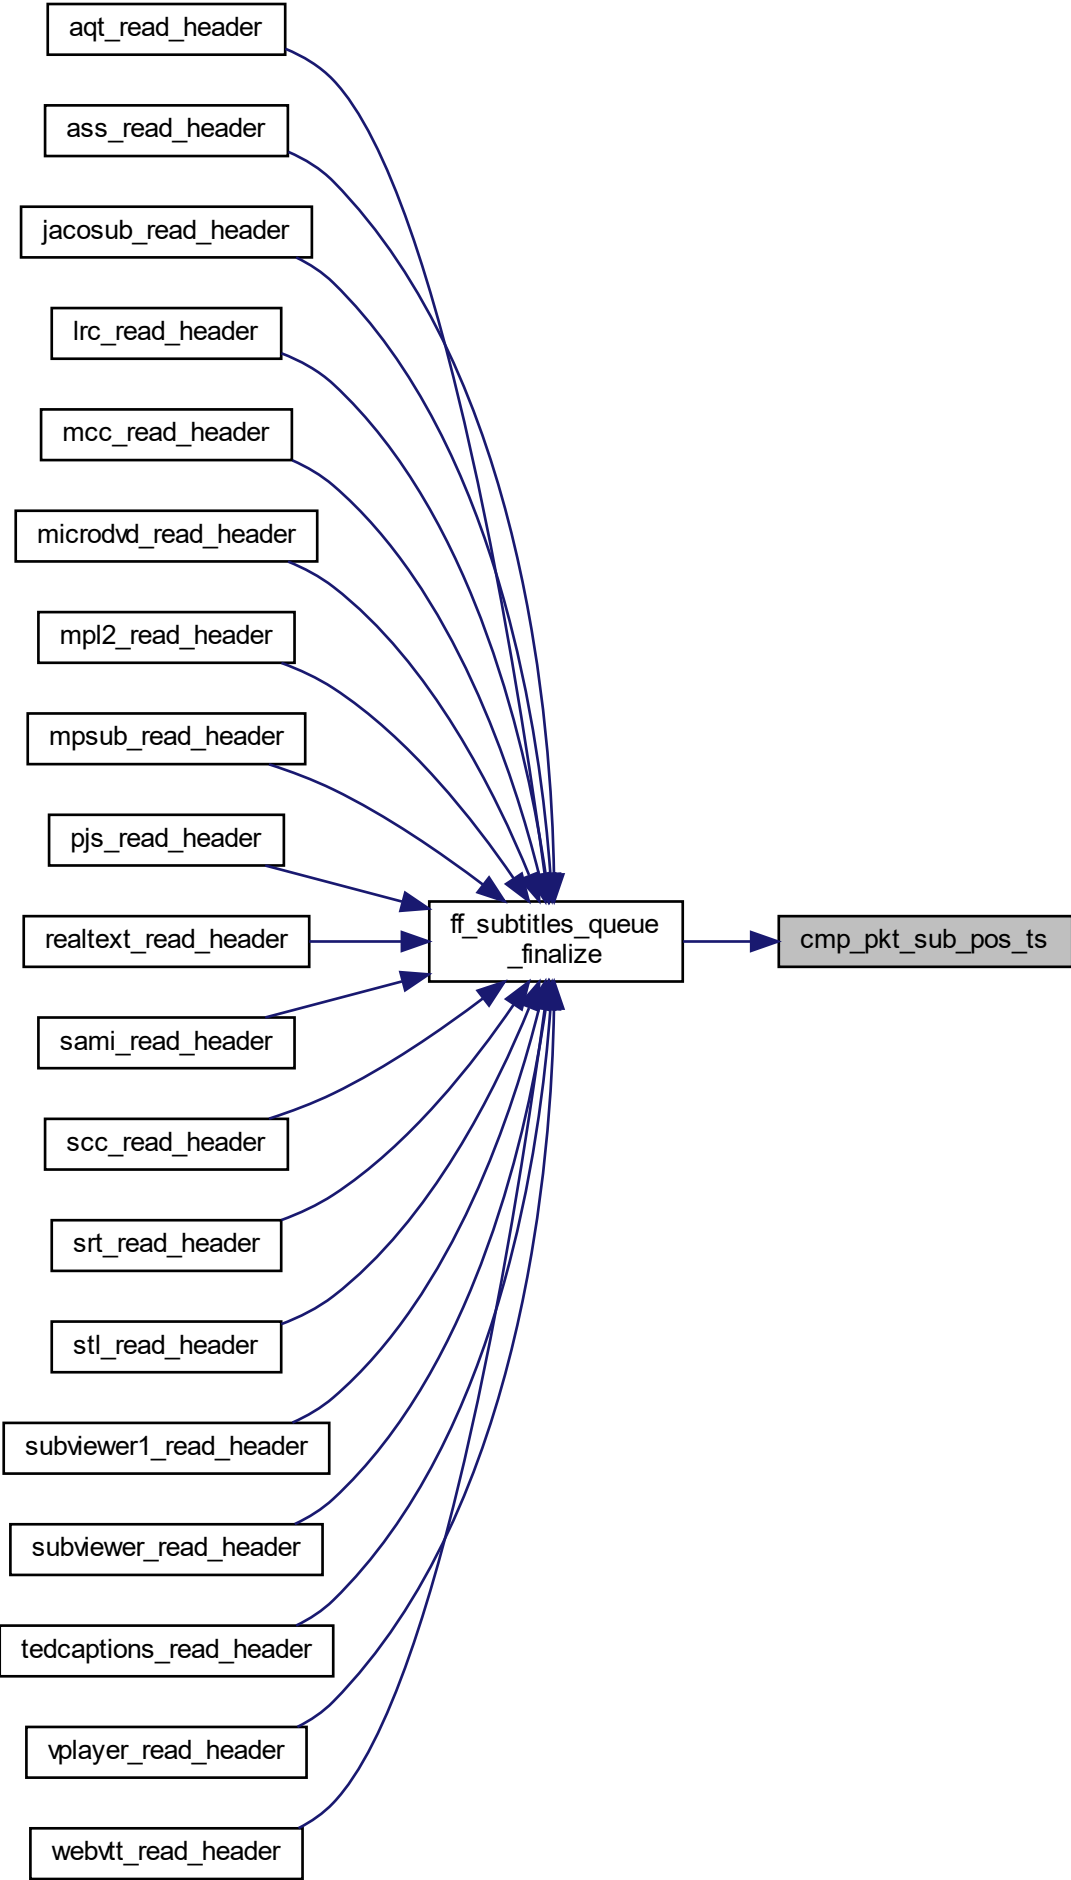 aqt_read_header
ass_read_header
jacosub_read_header
lrc_read_header
mcc_read_header
microdvd_read_header
mpl2_read_header
mpsub_read_header
pjs_read_header
realtext_read_header
sami_read_header
scc_read_header
srt_read_header
stl_read_header
subviewer1_read_header
subviewer_read_header
tedcaptions_read_header
vplayer_read_header
webvtt_read_header
ff_subtitles_queue
_finalize
cmp_pkt_sub_pos_ts